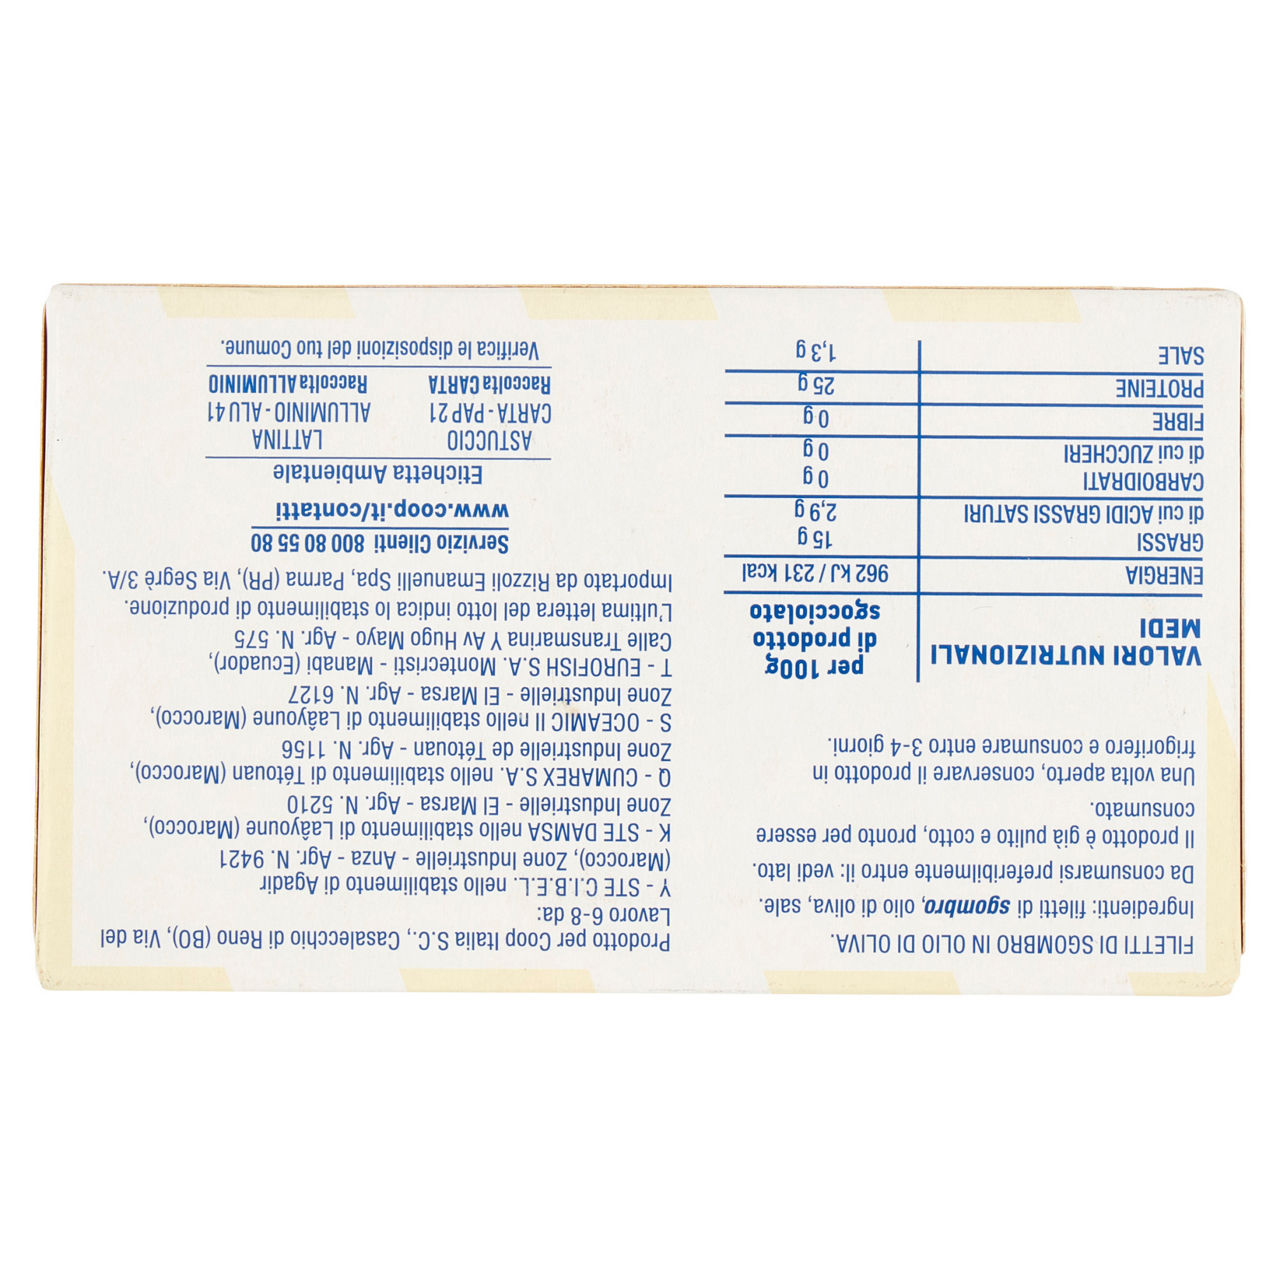 FILETTI DI SGOMBRO IN OLIO DI OLIVA.
Ingredienti: filetti di sgombro, olio di oliva, sale.
Da consumarsi preferibilmente entro il: vedi lato.
Il prodotto è già pulito e cotto, pronto per essere
consumato.
Una volta aperto, conservare il prodotto in
frigorifero e consumare entro 3-4 giorni.
VALORI NUTRIZIONALI
MEDI
per 100g
di prodotto
sgocciolato
ENERGIA 962 kJ / 231 kcal
GRASSI 15 g
di cui ACIDI GRASSI SATURI 2,9 g
CARBOIDRATI 0 g
di cui ZUCCHERI 0 g
FIBRE 0 g
PROTEINE 25 g
SALE 1,3 g
Prodotto per Coop Italia S.C., Casalecchio di Reno (BO), Via del
Lavoro 6-8 da:
Y - STE C.I.B.E.L. nello stabilimento di Agadir
(Marocco), Zone Industrielle - Anza - Agr. N. 9421
K - STE DAMSA nello stabilimento di Laâyoune (Marocco),
Zone Industrielle - El Marsa - Agr. N. 5210
Q - CUMAREX S.A. nello stabilimento di Tétouan (Marocco),
Zone Industrielle de Tétouan - Agr. N. 1156
S - OCEAMIC II nello stabilimento di Laâyoune (Marocco),
Zone Industrielle - El Marsa - Agr. N. 6127
T - EUROFISH S.A. Montecristi - Manabi (Ecuador),
Calle Transmarina Y Av Hugo Mayo - Agr. N. 575
L'ultima lettera del lotto indica lo stabilimento di produzione.
Importato da Rizzoli Emanuelli Spa, Parma (PR), Via Segrè 3/A.
Servizio Clienti 800 80 55 80
www.coop.it/contatti
Etichetta Ambientale
ASTUCCIO LATTINA
CARTA - PAP 21 ALLUMINIO - ALU 41
Raccolta CARTA Raccolta ALLUMINIO
Verifica le disposizioni del tuo Comune.